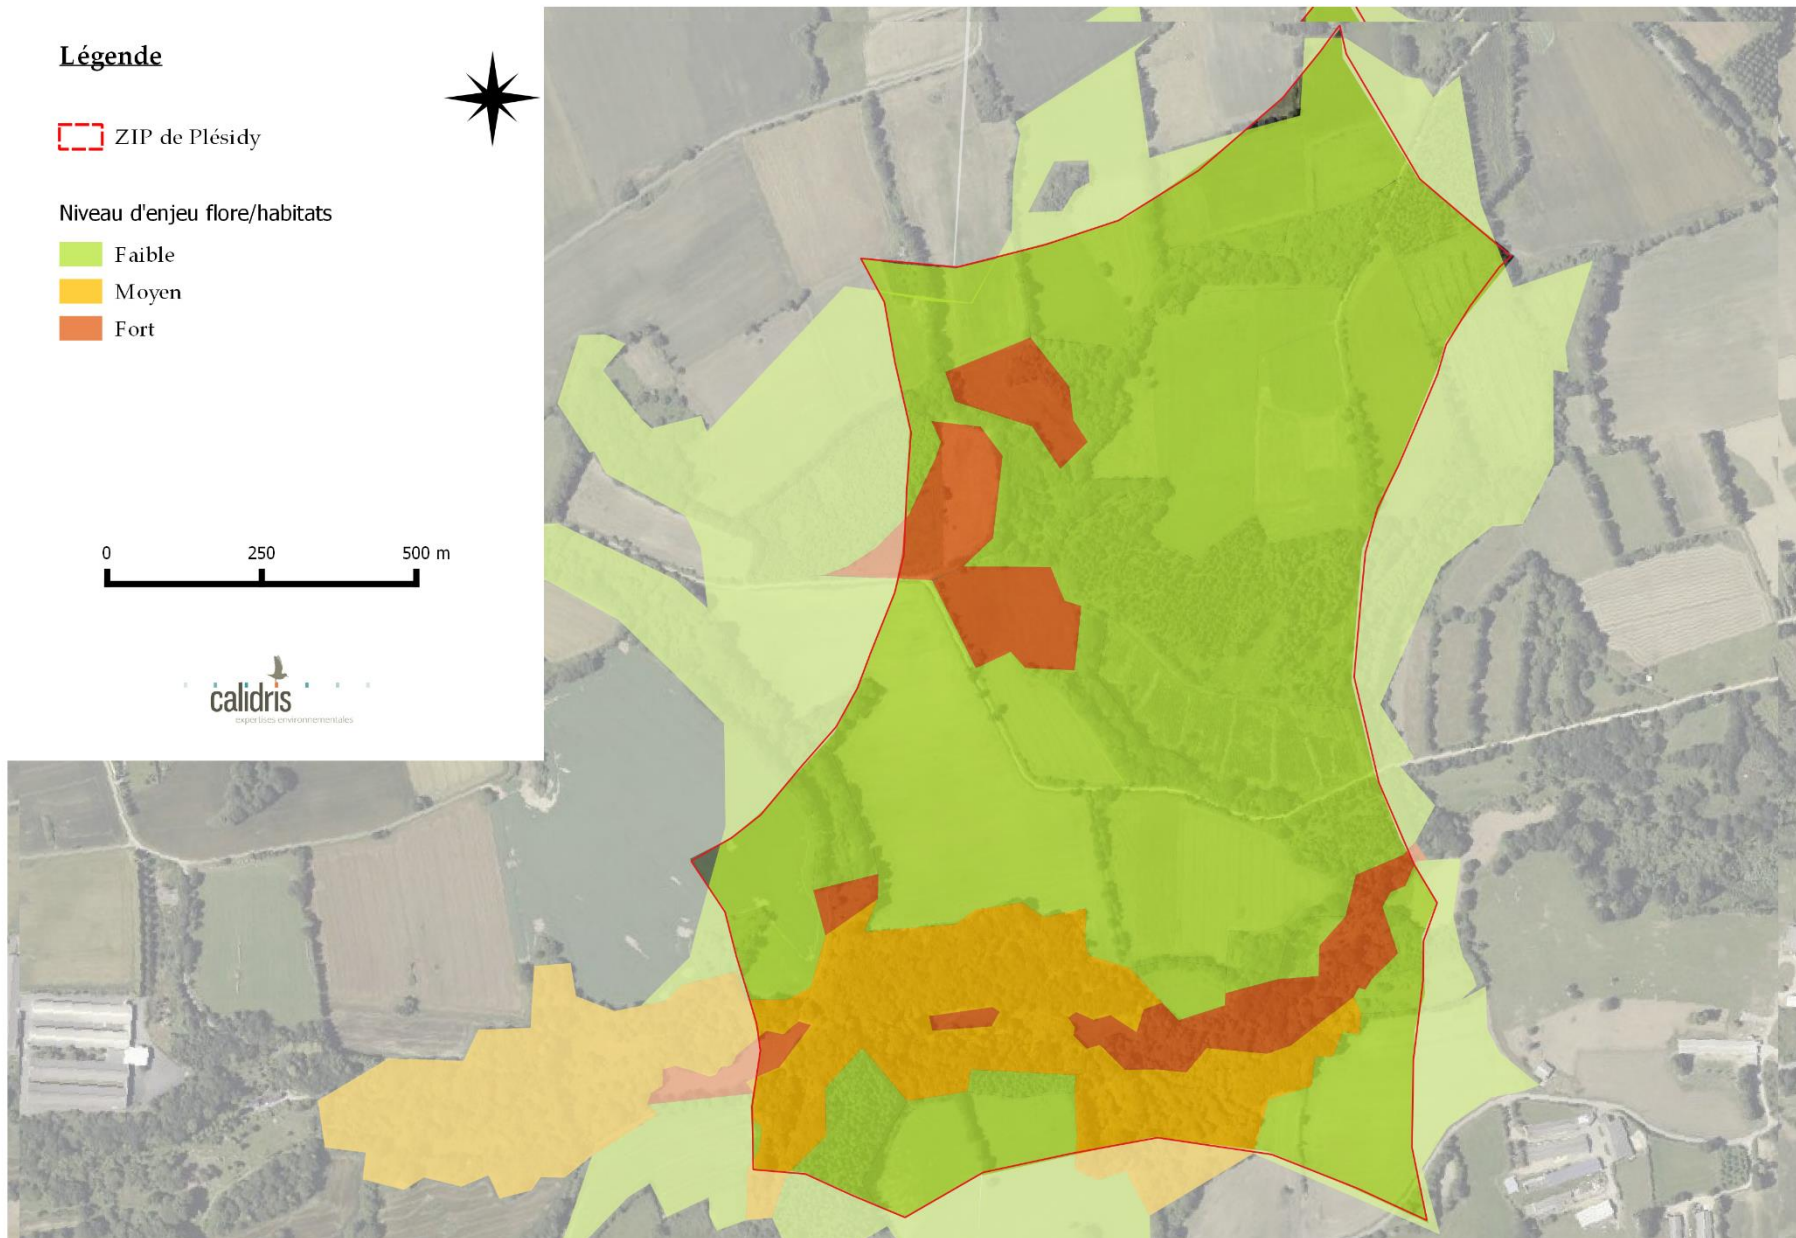 Légende
ZIP de Plésidy
Niveau d'enjeu flore/habitats
Faible
Moyen
Fort
0 250 500 m
calidris
expertises environnementales